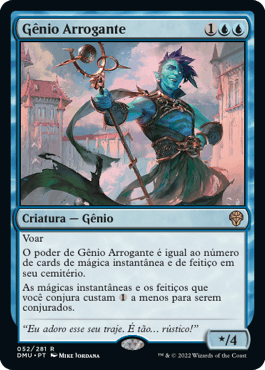 Gênio Arrogante 1
Criatura — Gênio
Voar
O poder de Gênio Arrogante é igual ao número
de cards de mágica instantânea e de feitiço em
seu cemitério.
As mágicas instantâneas e os feitiços que
você conjura custam 1 a menos para serem
conjurados.
"Eu adoro esse seu traje. É tão... rústico!"
*/4
052/281 R
DMU • PT Mike Jordana
™ & © 2022 Wizards of the Coast